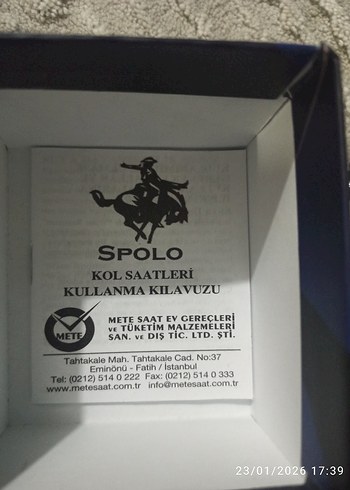 SPOLO
KOL SAATLERİ
KULLANMA KILAVUZU
METE
METE SAAT EV GEREÇLERİ
VE TÜKETİM MALZEMELERİ
SAN. VE DIŞ TİC. LTD. ŞTİ.
Tahtakale Mah. Tahtakale Cad. No:37
Eminönü - Fatih / İstanbul
Tel: (0212) 514 0 222 Fax: (0212) 514 0 333
www.metesaat.com.tr info@metesaat.com.tr
23/01/2026 17:39